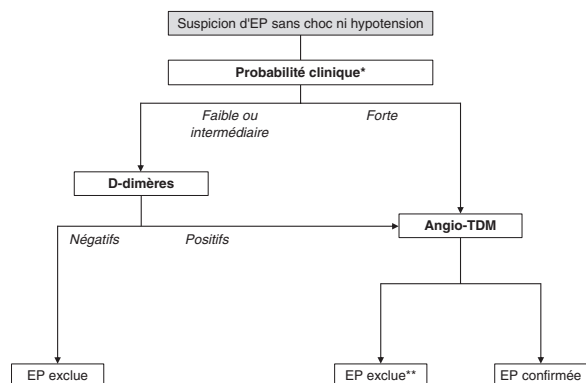 Suspicion d'EP sans choc ni hypotension
Probabilité clinique*
Faible ou
intermédiaire
Forte
D-dimères
Négatifs
Positifs
Angio-TDM
EP exclue
EP exclue**
EP confirmée